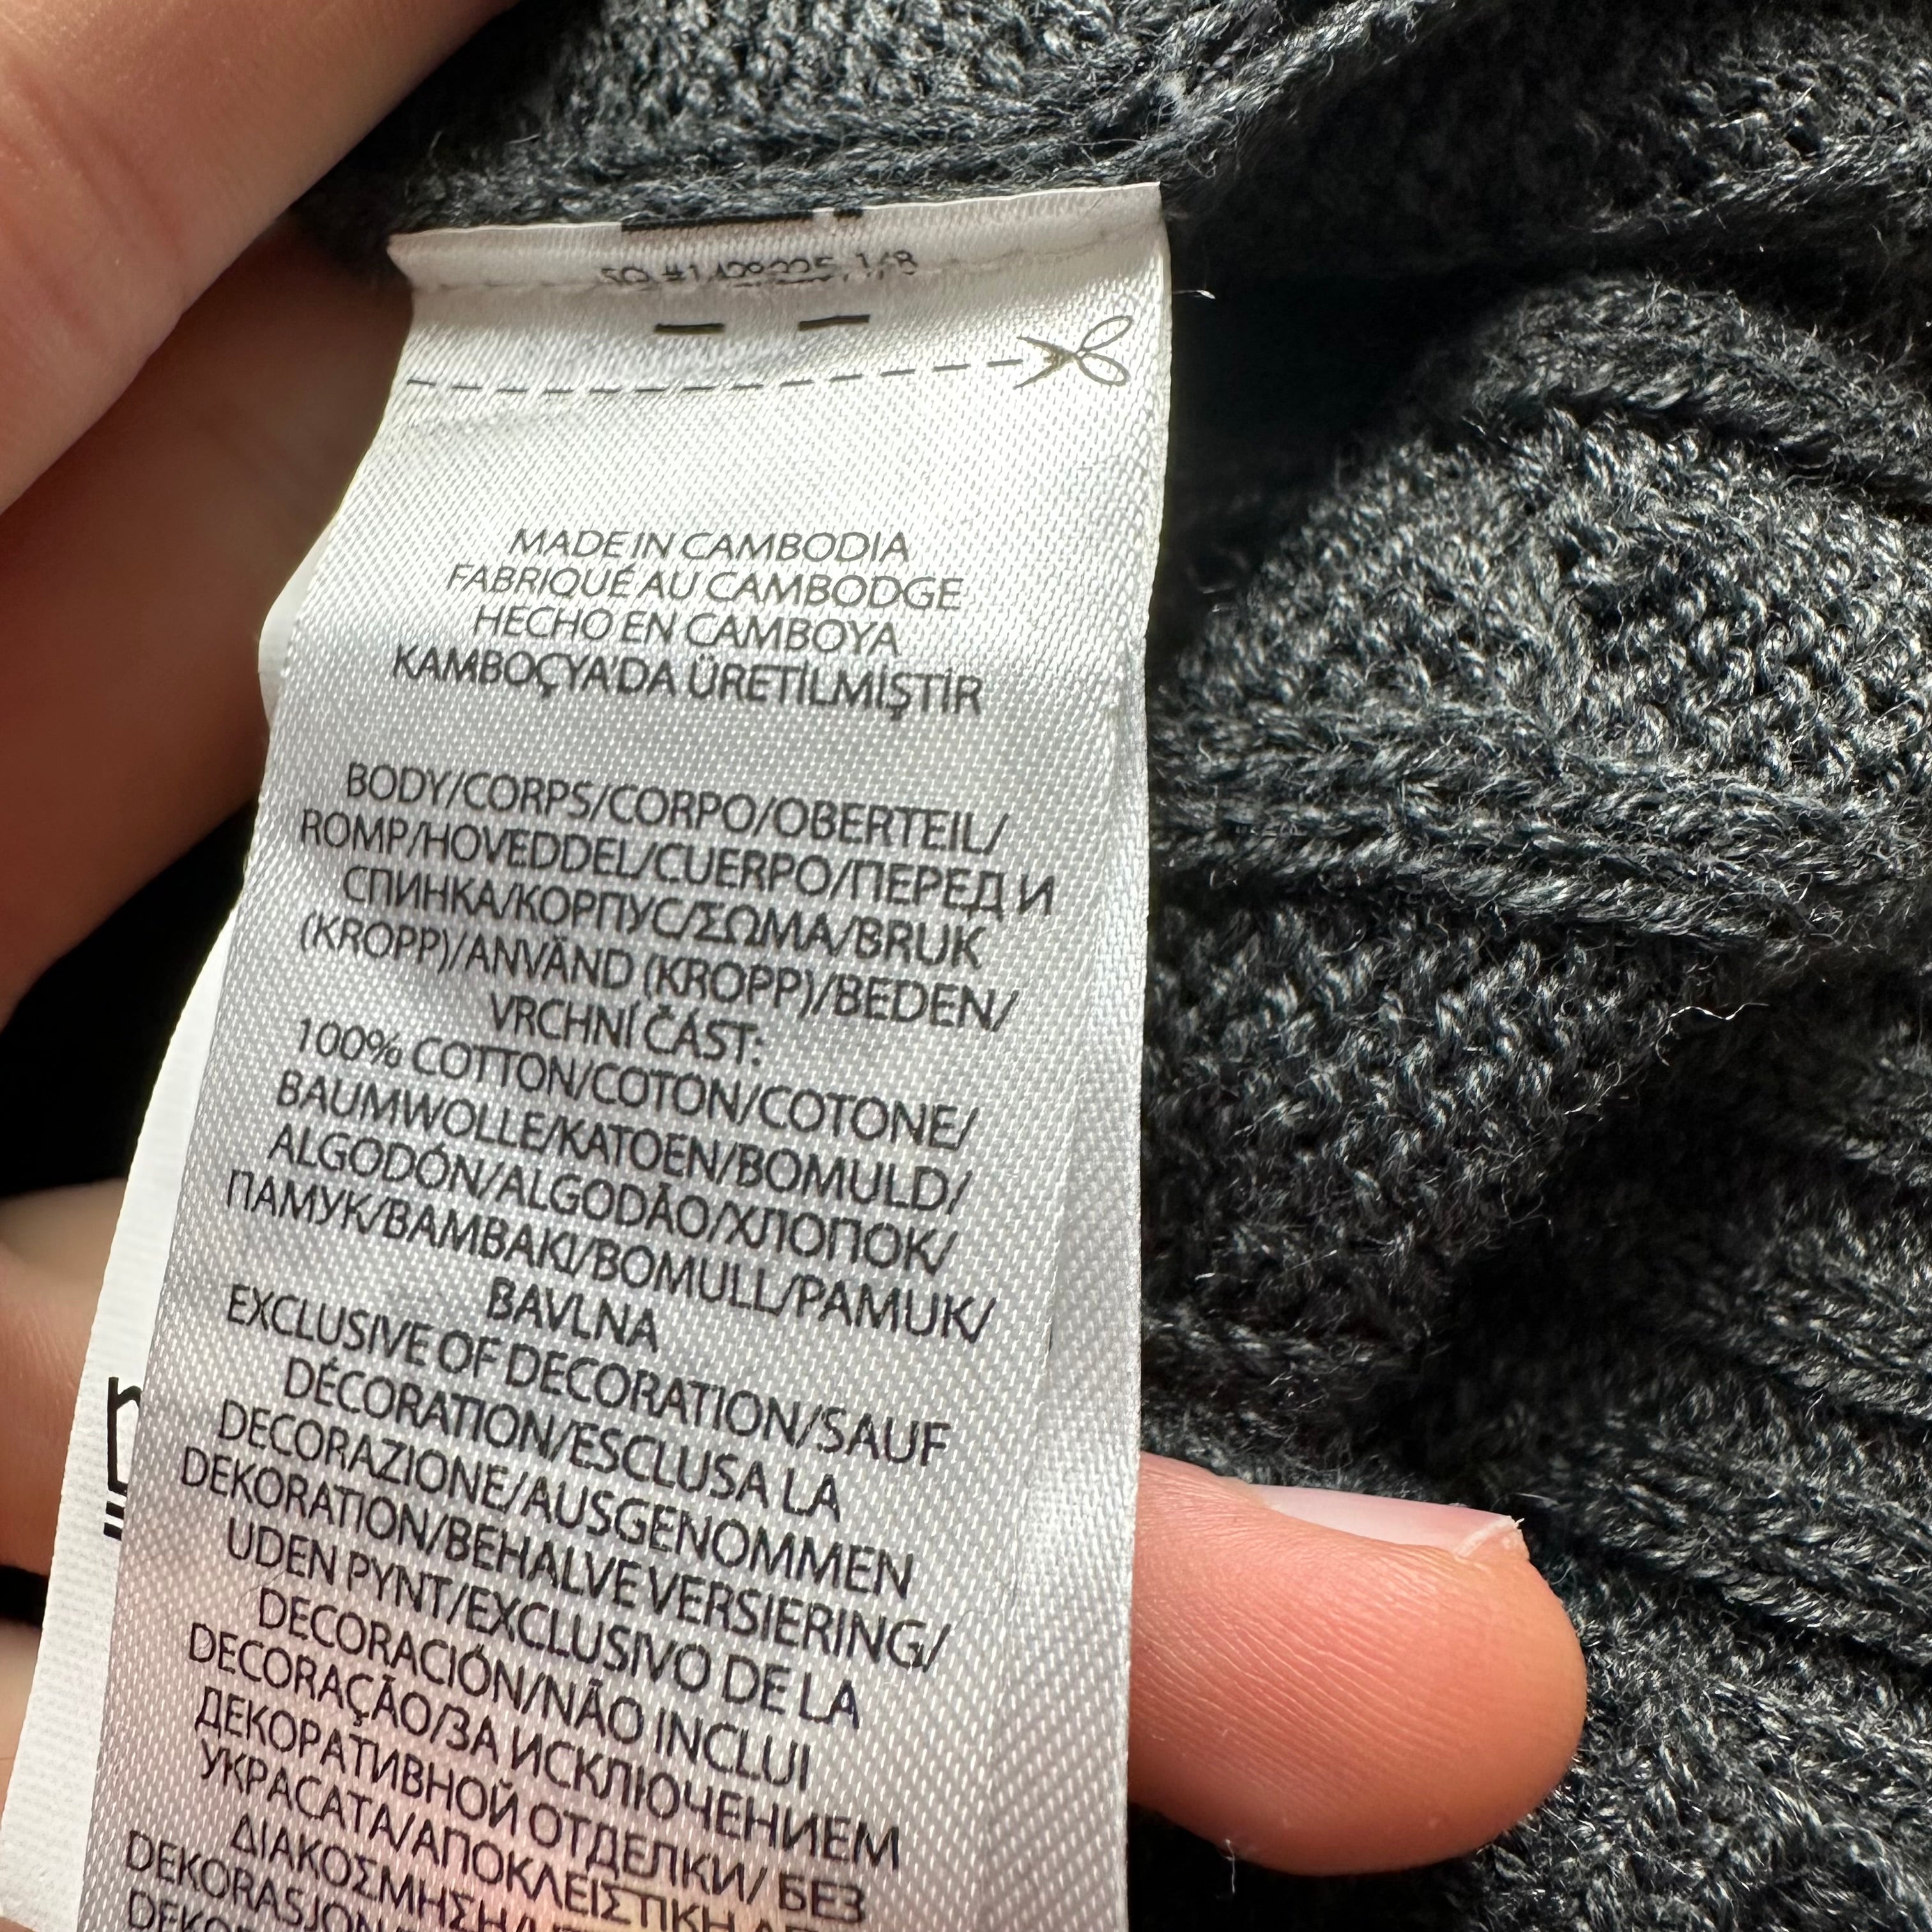 MADE IN CAMBODIA
FABRIQUÉ AU CAMBODGE
HECHO EN CAMBOYA
KAMBOÇYA'DA ÜRETİLMİŞTİR
BODY/CORPS/CORPO/OBERTEIL/
ROMP/HOVEDDEL/CUERPO/ПЕРЕД И
СПИНКА/КОРПУС/ΣΩΜΑ/BRUK
(KROPP)/ANVÄND (KROPP)/BEDEN/
VRCHNÍ ČÁST:
100% COTTON/COTON/COTONE/
BAUMWOLLE/KATOEN/BOMULD/
ALGODÓN/ALGODÃO/ХЛОПОК/
ПАМУК/ΒΑΜΒΑΚΙ/BOMULL/PAMUK/
BAVLNA
EXCLUSIVE OF DECORATION/SAUF
DÉCORATION/ESCLUSA LA
DECORAZIONE/AUSGENOMMEN
DEKORATION/BEHALVE VERSIERING/
UDEN PYNT/EXCLUSIVO DE LA
DECORACIÓN/NÃO INCLUI
DECORAÇÃO/ЗА ИСКЛЮЧЕНИЕМ
ДЕКОРАТИВНОЙ ОТДЕЛКИ/ БЕЗ
УКРАСАТА/ΑΠΟΚΛΕΙΣΤΙΚΗ
ΔΙΑΚΟΣΜΗΣΗ/